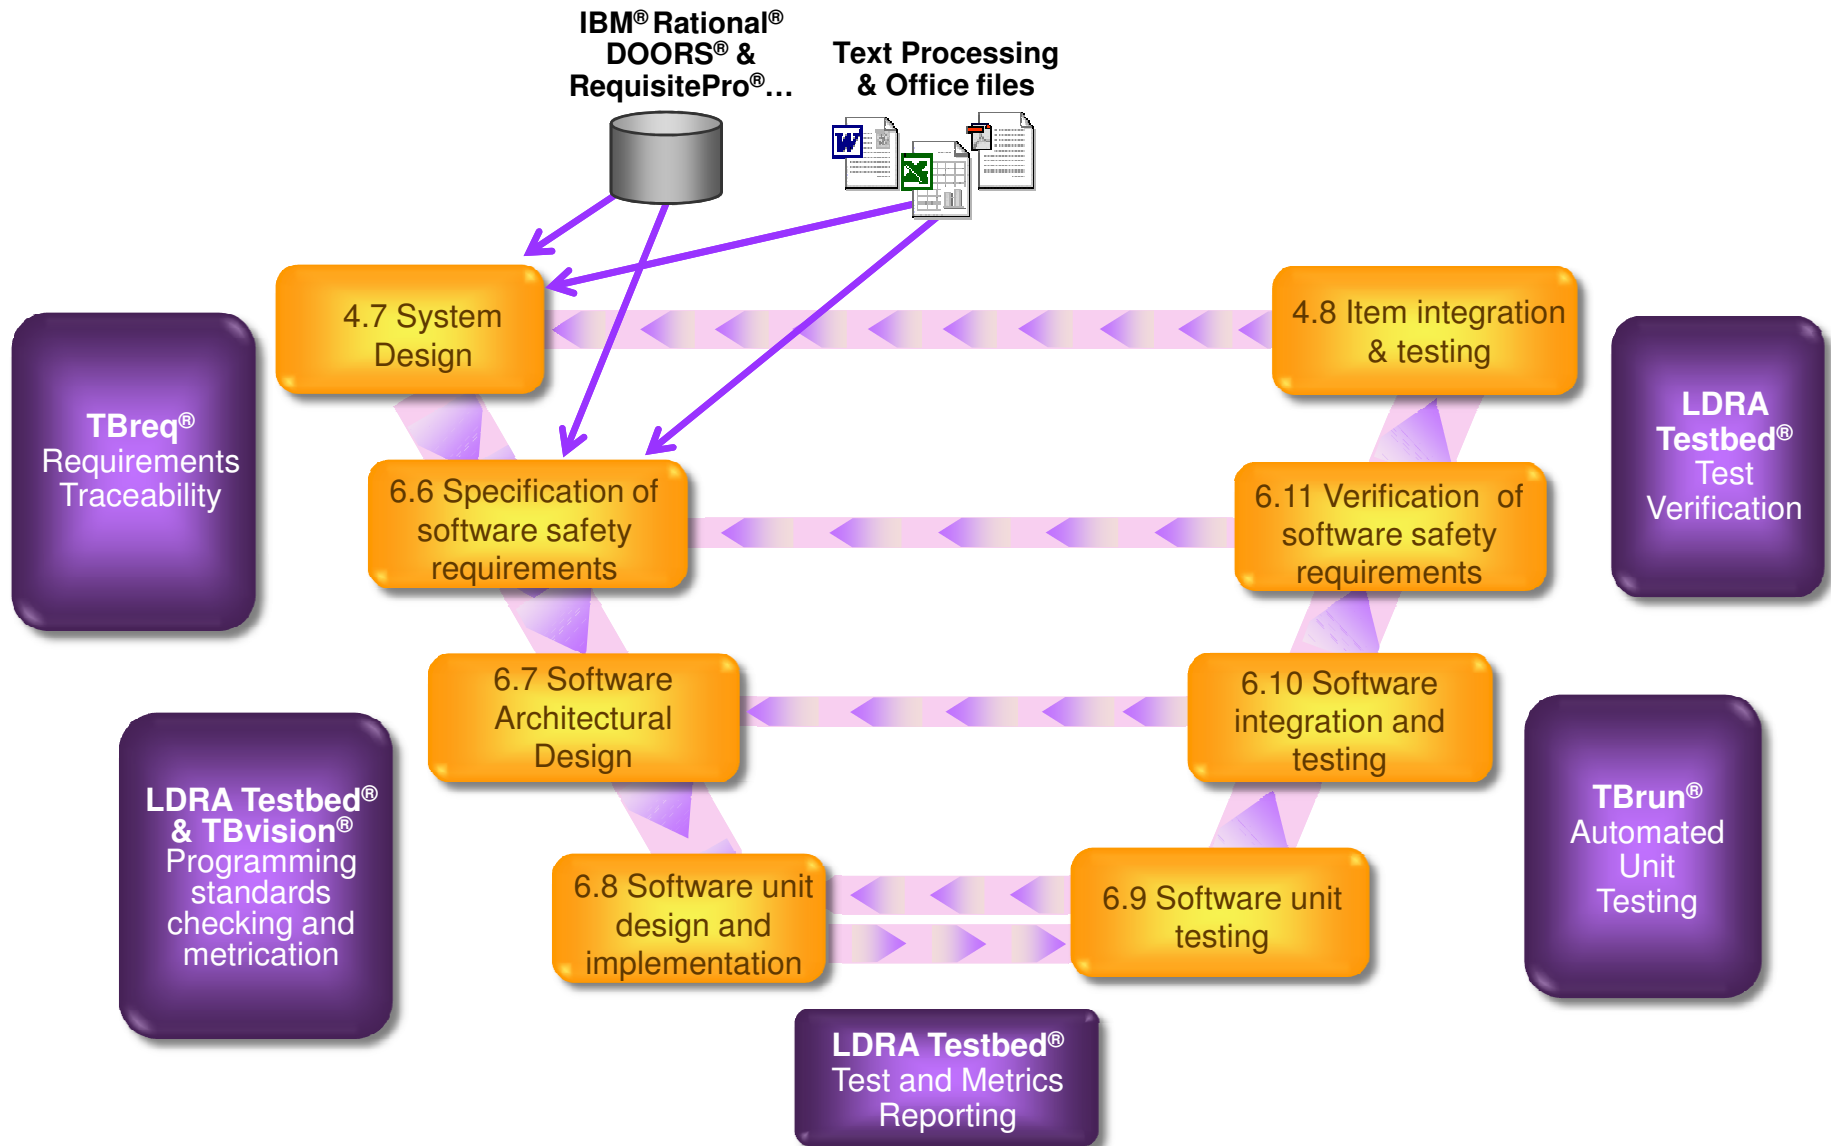 IBM® Rational®
DOORS® &
RequisitePro®...
Text Processing
& Office files
4.7 System
Design
4.8 Item integration
& testing
TBreq®
Requirements
Traceability
LDRA
Testbed®
Test
Verification
6.6 Specification of
software safety
requirements
6.11 Verification of
software safety
requirements
6.7 Software
Architectural
Design
6.10 Software
integration and
testing
LDRA Testbed®
& TBvision®
Programming
standards
checking and
metrication
TBrun®
Automated
Unit
Testing
6.8 Software unit
design and
implementation
6.9 Software unit
testing
LDRA Testbed®
Test and Metrics
Reporting